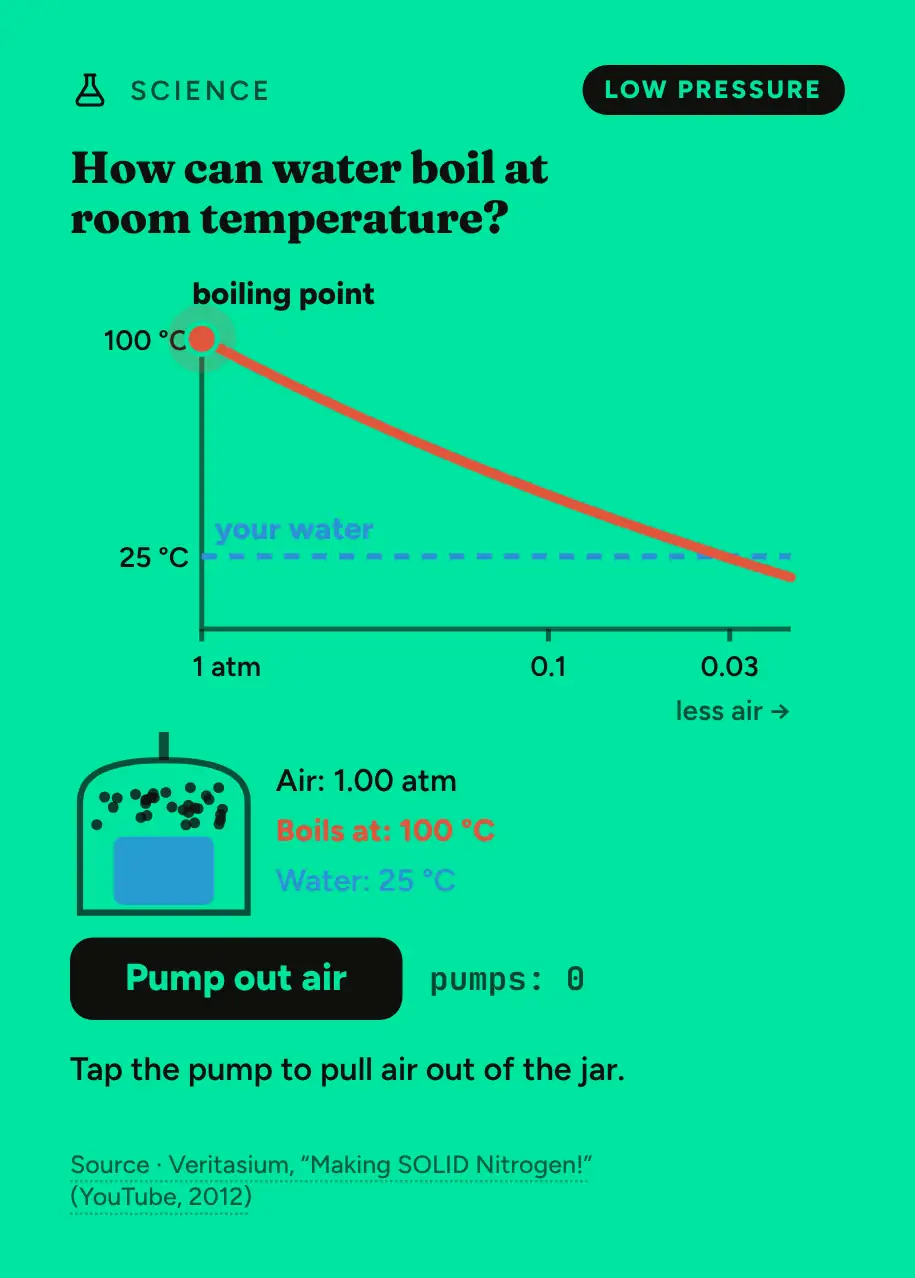 SCIENCE
LOW PRESSURE
How can water boil at
room temperature?
boiling point
100 °C
your water
25 °C
1 atm
0.1
0.03
less air →
Air: 1.00 atm
Boils at: 100 °C
Water: 25 °C
Pump out air
pumps: 0
Tap the pump to pull air out of the jar.
Source · Veritasium, “Making SOLID Nitrogen!”
(YouTube, 2012)